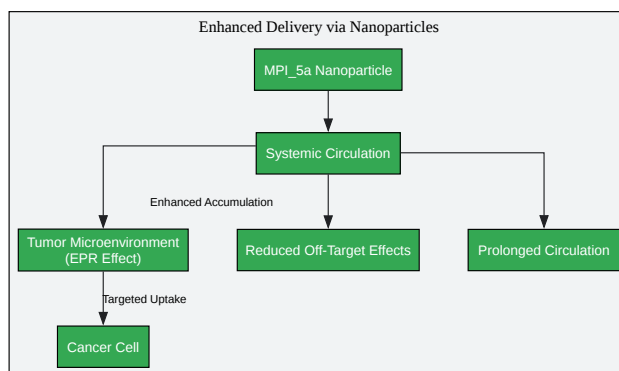 Enhanced Delivery via Nanoparticles
MPI_5a Nanoparticle
Systemic Circulation
Enhanced Accumulation
Tumor Microenvironment
(EPR Effect)
Reduced Off-Target Effects
Prolonged Circulation
Targeted Uptake
Cancer Cell